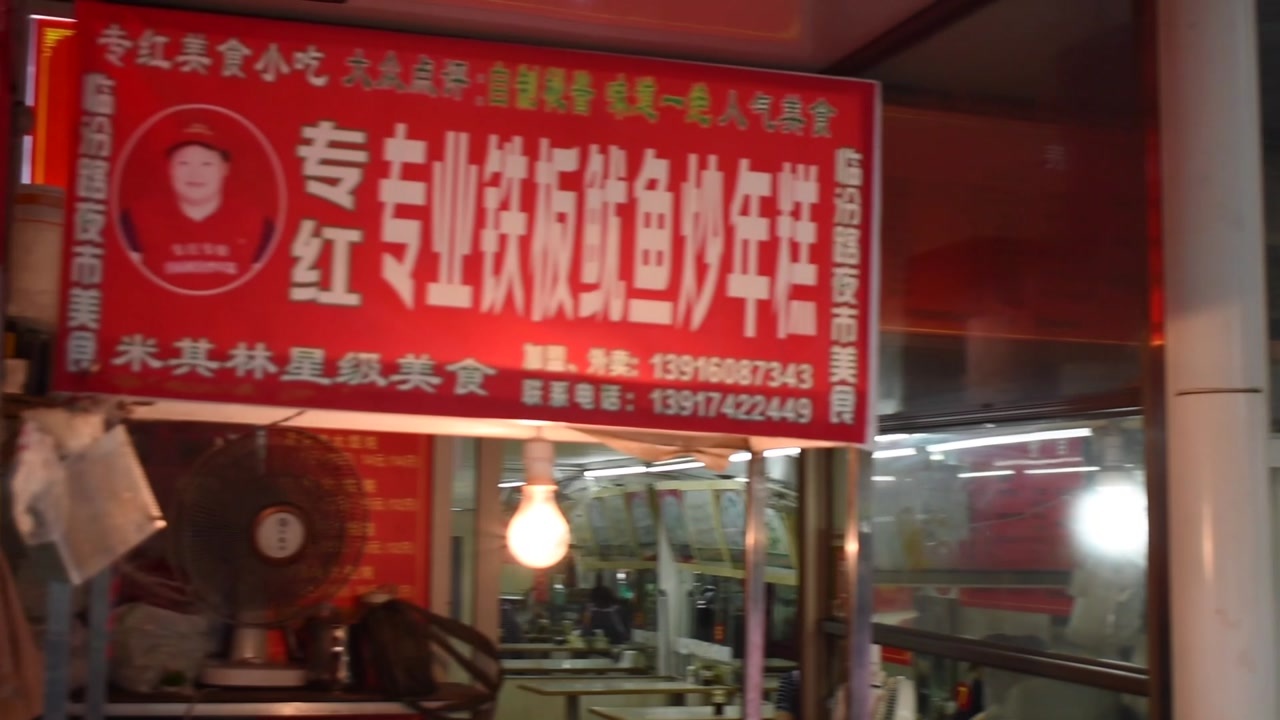 专红美食小吃 大众点评:自制酱香 味道一绝 人气美食
临汾路夜市美食
专红
专业铁板鱿鱼炒年糕
临汾路夜市美食
米其林星级美食
加盟、外卖: 13916087343
联系电话: 13917422449